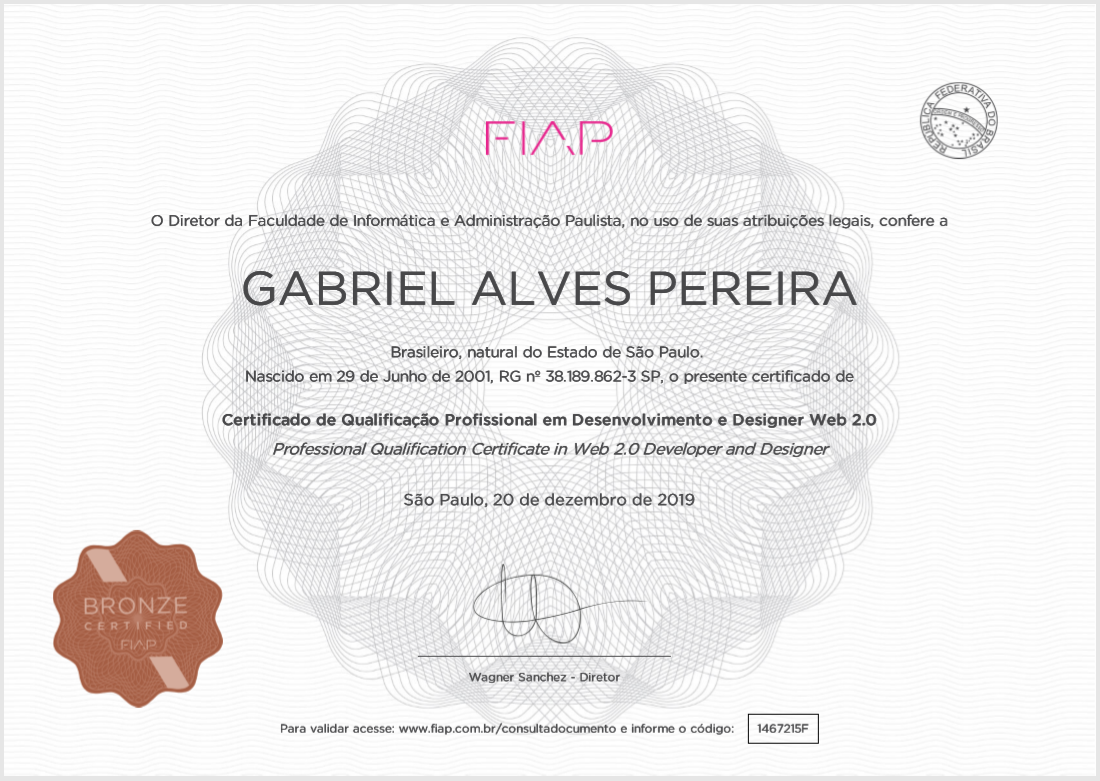 FIAP
REPÚBLICA FEDERATIVA DO BRASIL
O Diretor da Faculdade de Informática e Administração Paulista, no uso de suas atribuições legais, confere a
GABRIEL ALVES PEREIRA
Brasileiro, natural do Estado de São Paulo.
Nascido em 29 de Junho de 2001, RG nº 38.189.862-3 SP, o presente certificado de
Certificado de Qualificação Profissional em Desenvolvimento e Designer Web 2.0
Professional Qualification Certificate in Web 2.0 Developer and Designer
São Paulo, 20 de dezembro de 2019
BRONZE
CERTIFIED
FIAP
Wagner Sanchez - Diretor
Para validar acesse: www.fiap.com.br/consultadocumento e informe o código: 1467215F